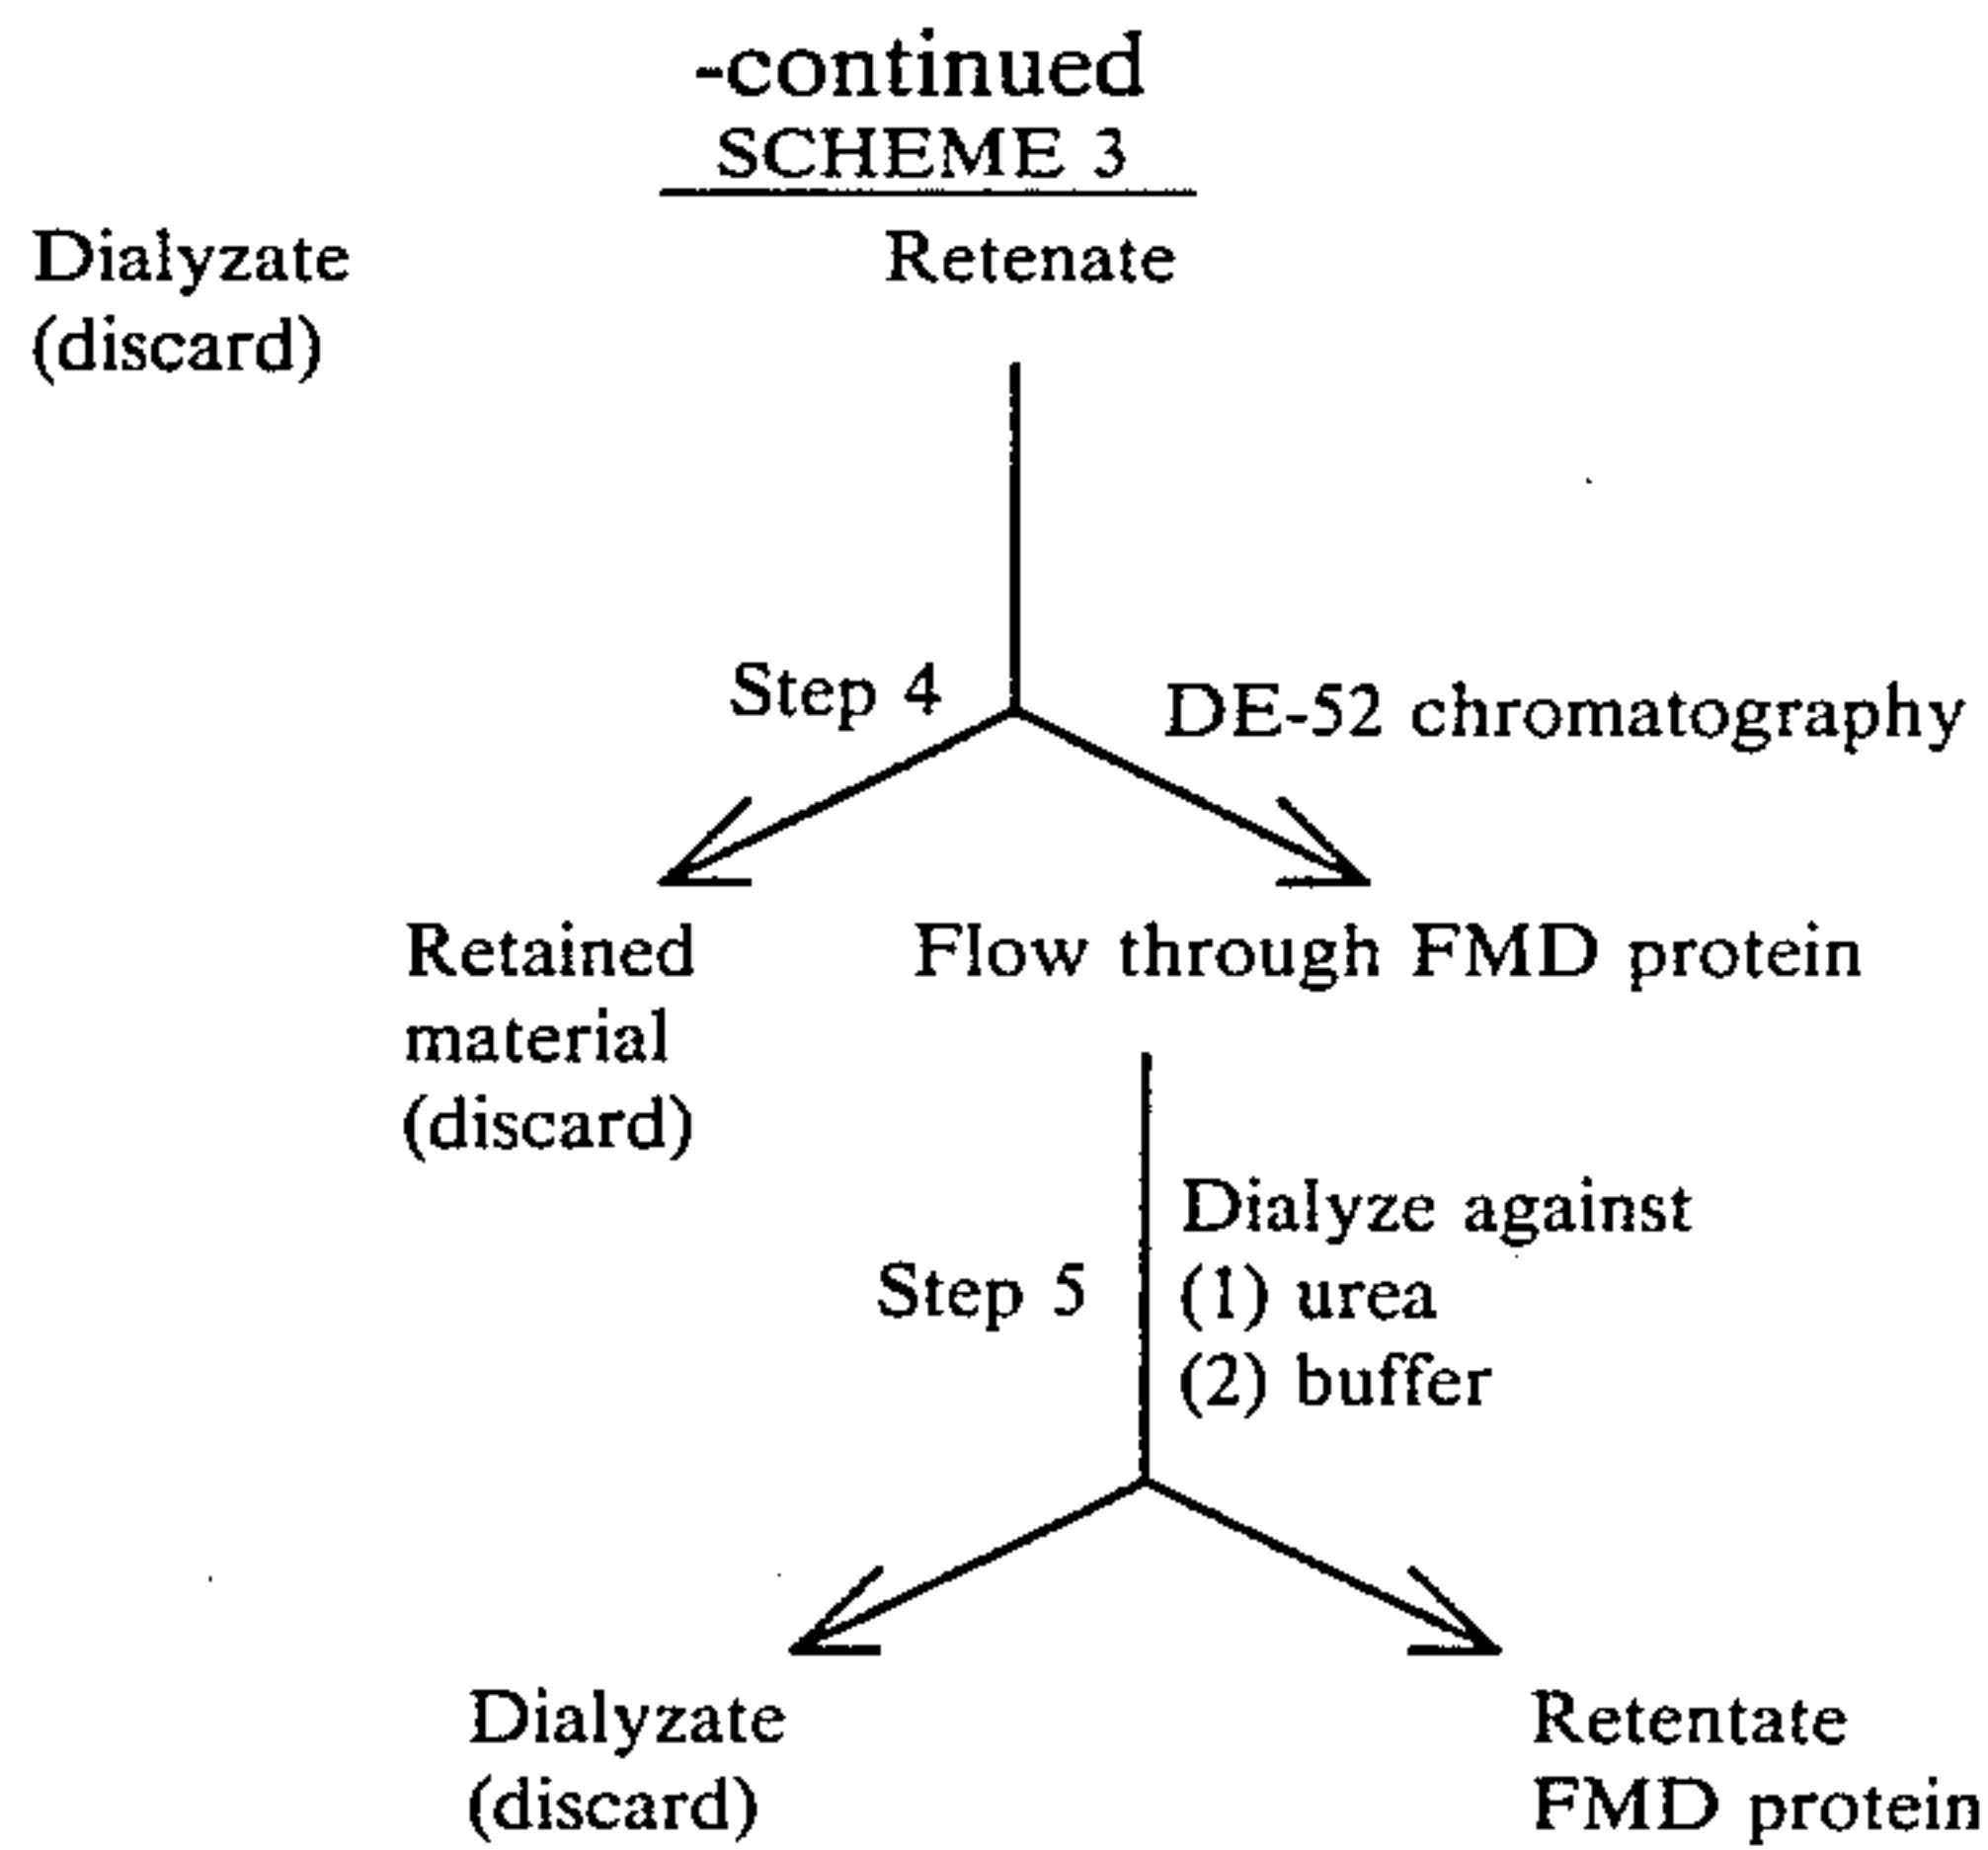 -continued
SCHEME 3
Dialyzate
(discard)
Retenate
Step 4
DE-52 chromatography
Retained
material
(discard)
Flow through FMD protein
Step 5
Dialyze against
(1) urea
(2) buffer
Dialyzate
(discard)
Retentate
FMD protein